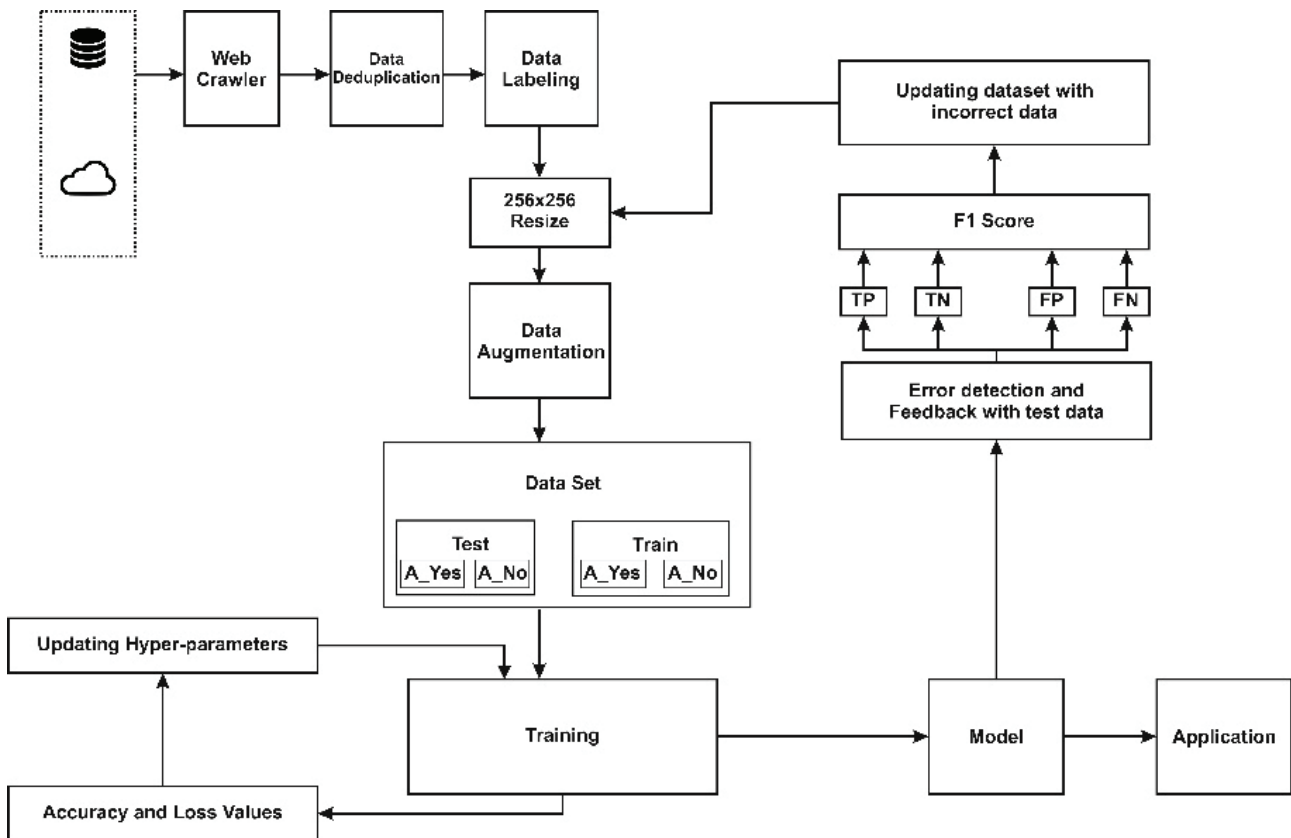 Web
Crawler
Data
Deduplication
Data
Labeling
Updating dataset with
incorrect data
256x256
Resize
F1 Score
TP
TN
FP
FN
Data
Augmentation
Error detection and
Feedback with test data
Data Set
Test
A_Yes
A_No
Train
A_Yes
A_No
Updating Hyper-parameters
Training
Model
Application
Accuracy and Loss Values